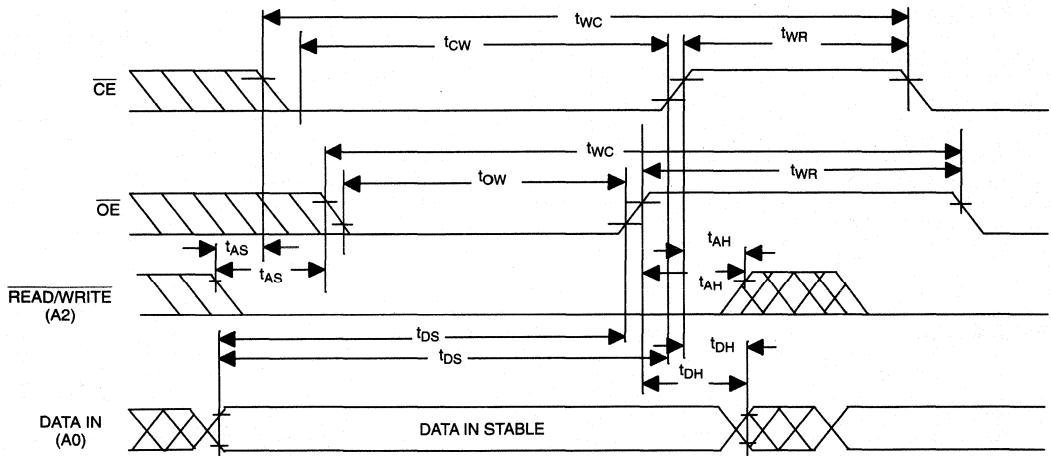 tWC
tCW
tWR
CE
tWC
tOW
tWR
OE
tAS
tAH
tAS
tAH
READ/WRITE
(A2)
tDS
tDS
tDH
tDH
DATA IN
(A0)
DATA IN STABLE